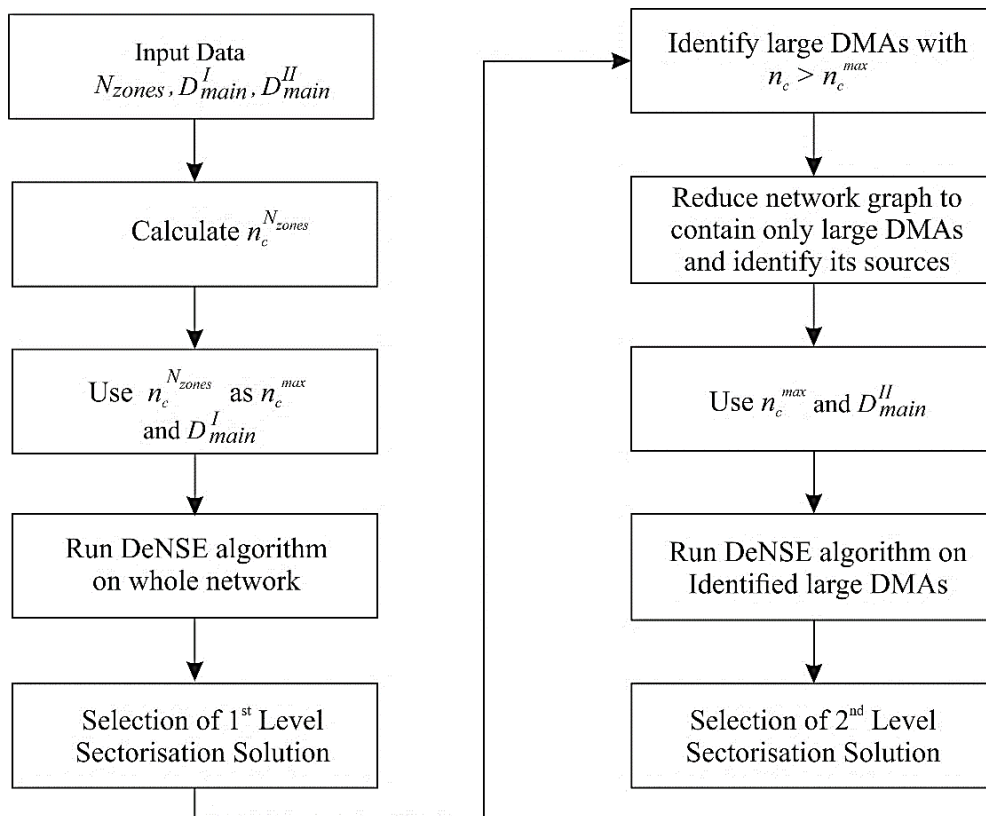 Input Data
N_zones, D^I_main, D^II_main
Calculate n_c^N_zones
Use n_c^N_zones as n_c^max
and D^I_main
Run DeNSE algorithm
on whole network
Selection of 1st Level
Sectorisation Solution
Identify large DMAs with
n_c > n_c^max
Reduce network graph to
contain only large DMAs
and identify its sources
Use n_c^max and D^II_main
Run DeNSE algorithm on
Identified large DMAs
Selection of 2nd Level
Sectorisation Solution